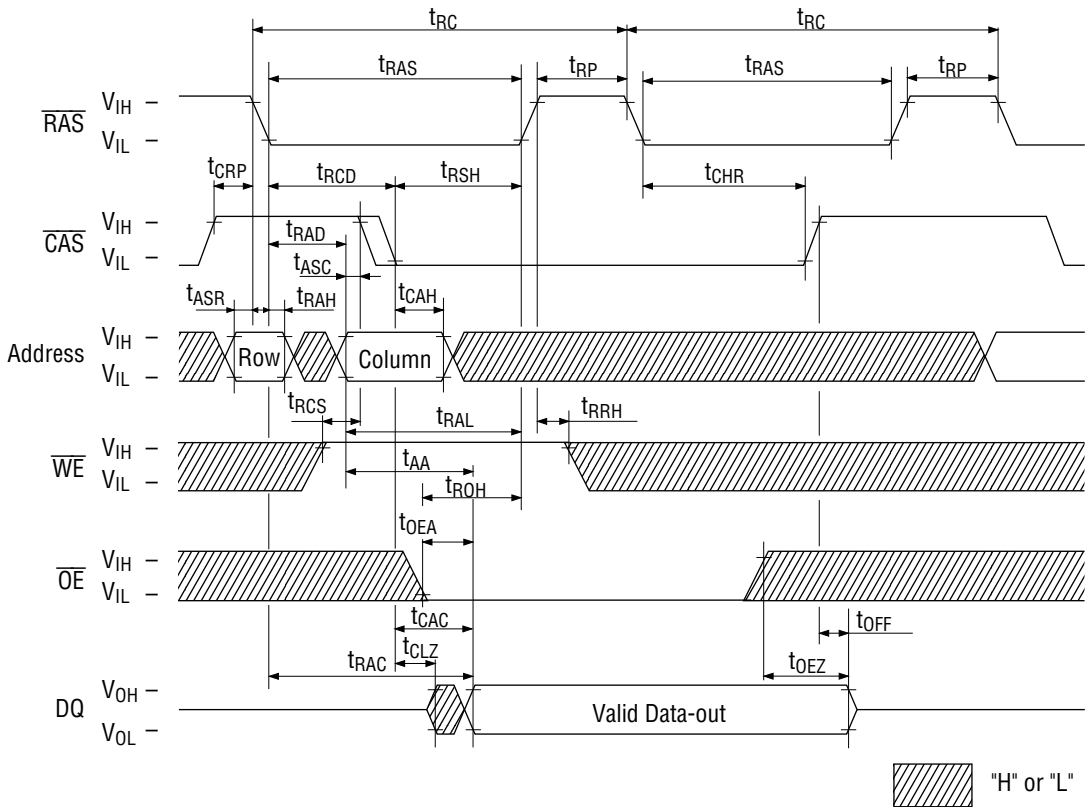 tRC tRC
tRAS tRP tRAS tRP
RAS VIH
VIL
tCRP tRCD tRSH tCHR
CAS VIH
VIL
tRAD
tASC
tASR tRAH tCAH
Address VIH
VIL
Row Column
tRCS tRAL tRRH
WE VIH
VIL
tAA
tROH
tOEA
OE VIH
VIL
tCAC tOFF
tRAC tCLZ tOEZ
DQ VOH
VOL
Valid Data-out
"H" or "L"